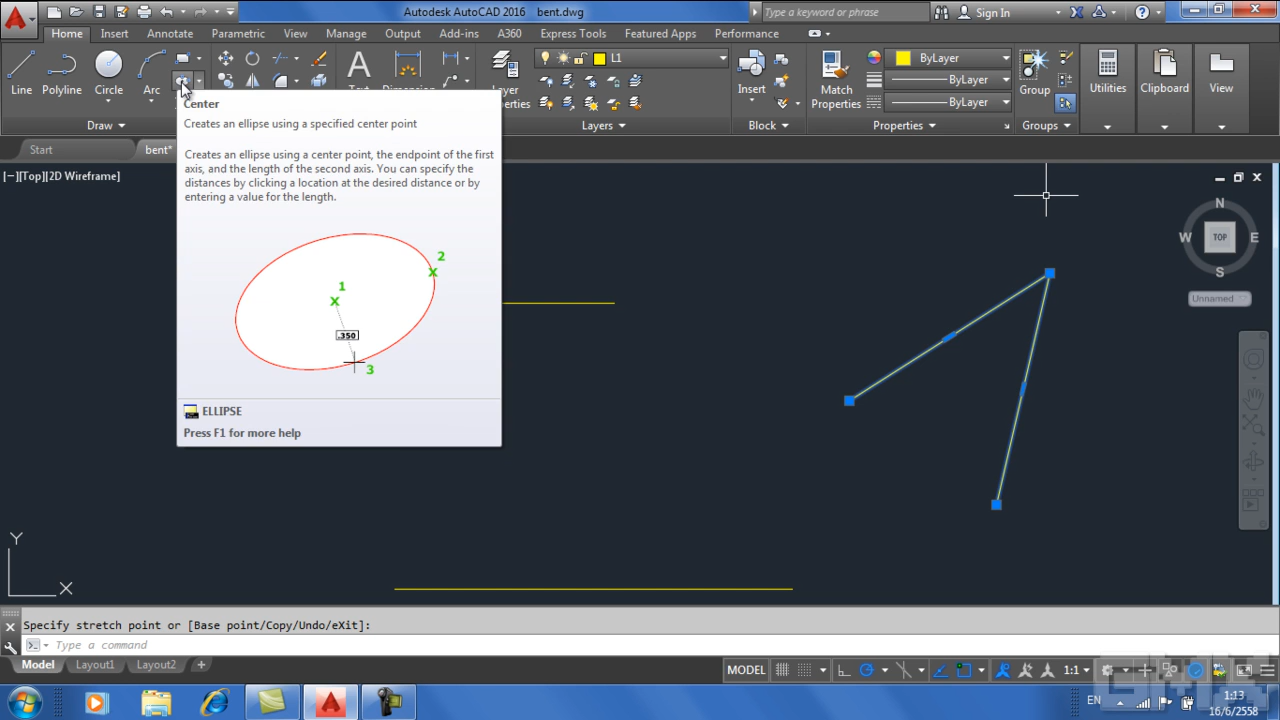 Autodesk AutoCAD 2016 bent.dwg
Type a keyword or phrase
Sign In
Home Insert Annotate Parametric View Manage Output Add-ins A360 Express Tools Featured Apps Performance
L1
ByLayer
ByLayer
ByLayer
Line Polyline Circle Arc
Insert
Match
Properties
Group
Utilities
Clipboard
View
Draw
Layers
Block
Properties
Groups
Start
bent*
Center
Creates an ellipse using a specified center point
Creates an ellipse using a center point, the endpoint of the first
axis, and the length of the second axis. You can specify the
distances by clicking a location at the desired distance or by
entering a value for the length.
1
2
.350
3
ELLIPSE
Press F1 for more help
[−][Top][2D Wireframe]
N
W
TOP
E
S
Unnamed
Y
X
Specify stretch point or [Base point/Copy/Undo/eXit]:
Type a command
Model Layout1 Layout2
MODEL
1:1
EN
1:13
16/6/2558